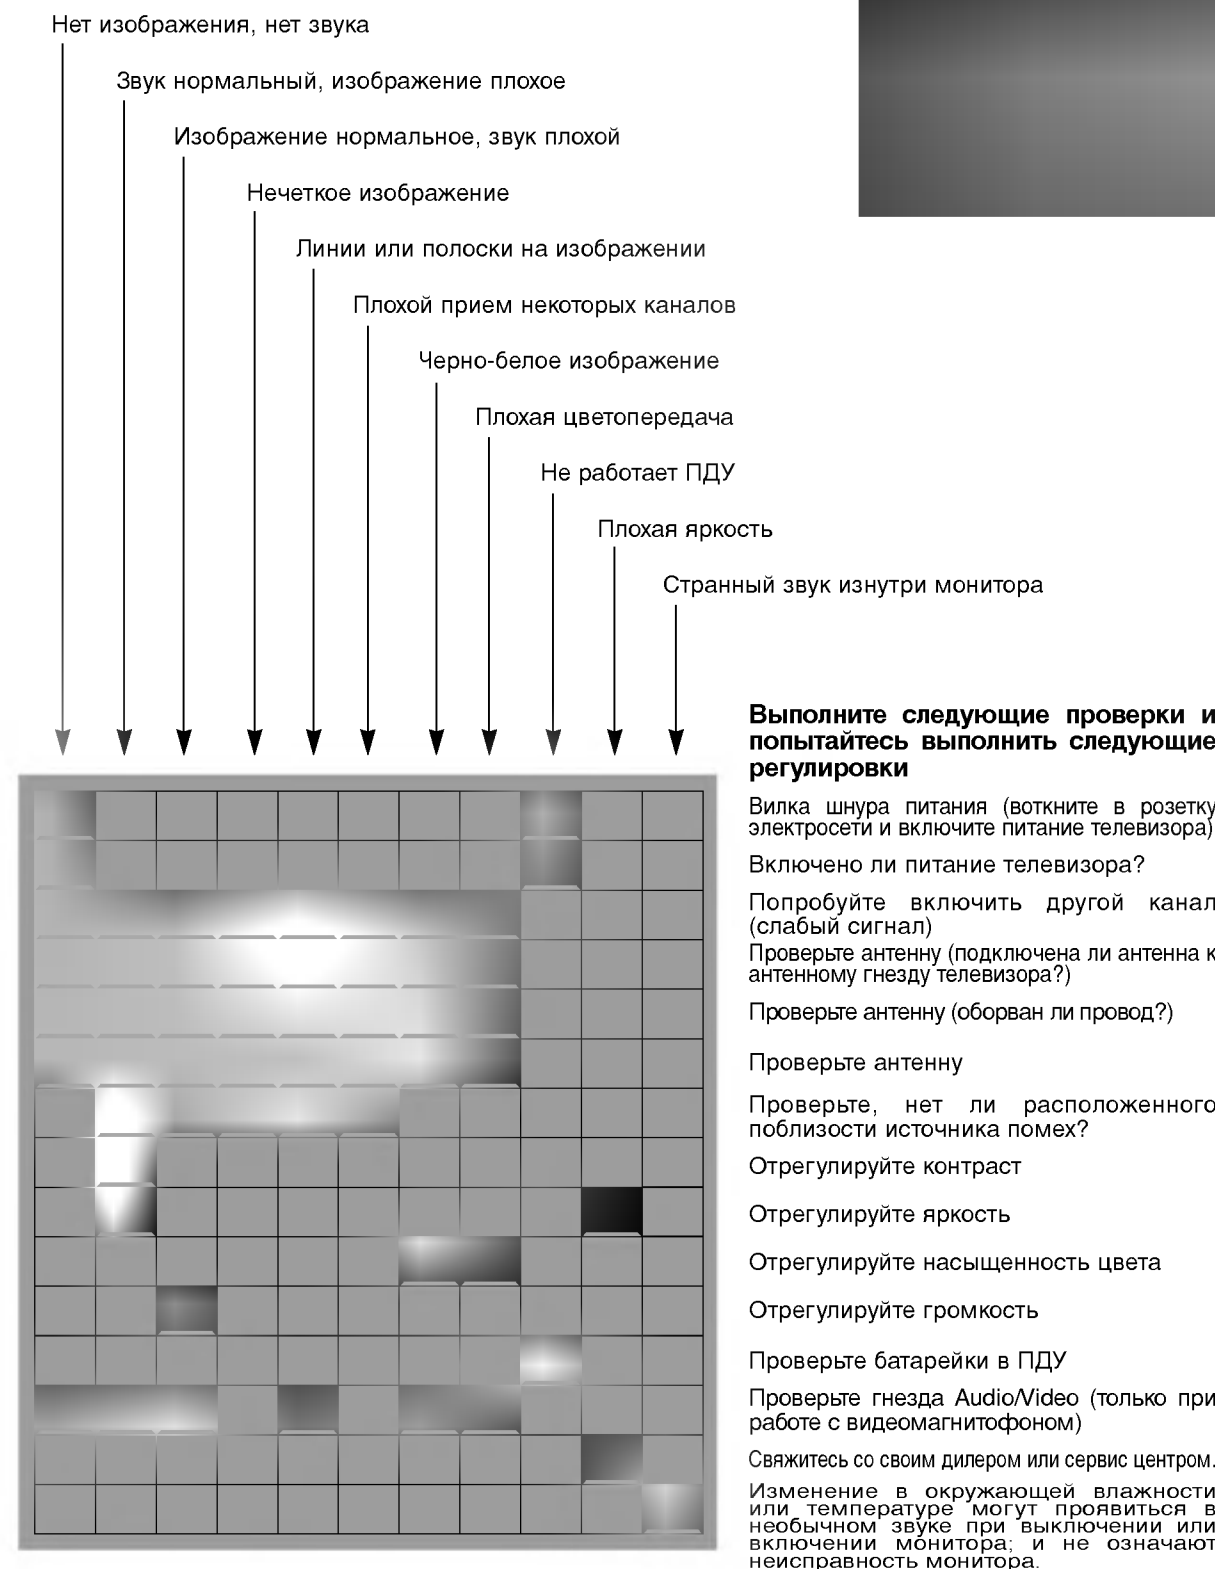 Нет изображения, нет звука
Звук нормальный, изображение плохое
Изображение нормальное, звук плохой
Нечеткое изображение
Линии или полоски на изображении
Плохой прием некоторых каналов
Черно-белое изображение
Плохая цветопередача
Не работает ПДУ
Плохая яркость
Странный звук изнутри монитора
Выполните следующие проверки и
попытайтесь выполнить следующие
регулировки
Вилка шнура питания (воткните в розетку
электросети и включите питание телевизора)
Включено ли питание телевизора?
Попробуйте включить другой канал
(слабый сигнал)
Проверьте антенну (подключена ли антенна к
антенному гнезду телевизора?)
Проверьте антенну (оборван ли провод?)
Проверьте антенну
Проверьте, нет ли расположенного
поблизости источника помех?
Отрегулируйте контраст
Отрегулируйте яркость
Отрегулируйте насыщенность цвета
Отрегулируйте громкость
Проверьте батарейки в ПДУ
Проверьте гнезда Audio/Video (только при
работе с видеомагнитофоном)
Свяжитесь со своим дилером или сервис центром.
Изменение в окружающей влажности
или температуре могут проявиться в
необычном звуке при выключении или
включении монитора; и не означают
неисправность монитора.